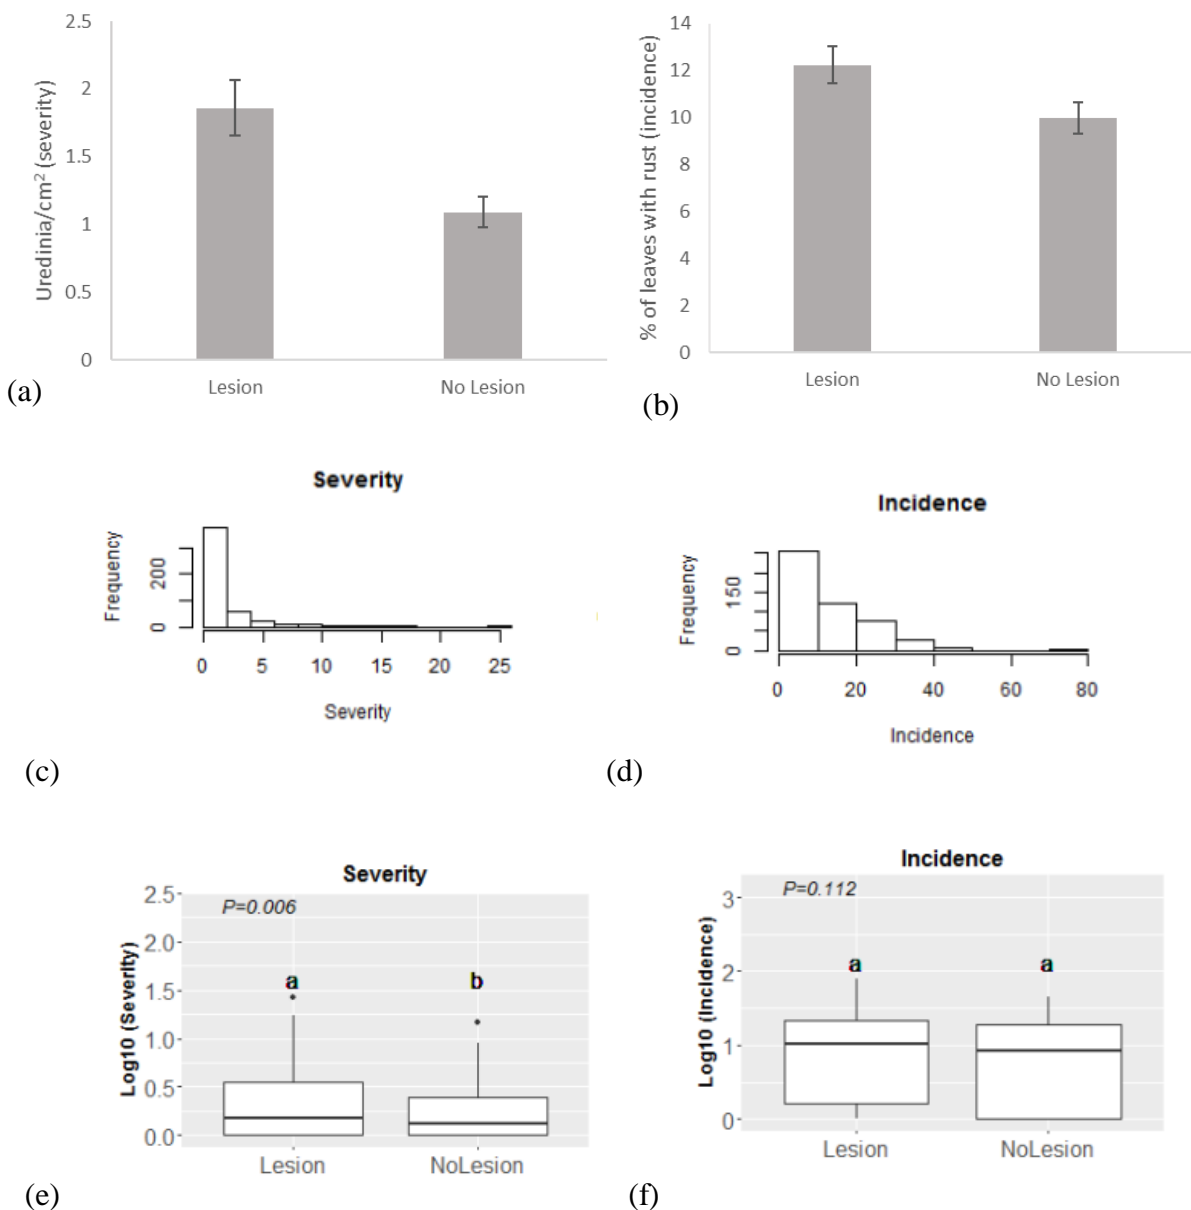 2.5
2
1.5
1
0.5
0
Uredinia/cm² (severity)
Lesion
No Lesion
(a)
14
12
10
8
6
4
2
0
% of leaves with rust (incidence)
Lesion
No Lesion
(b)
Severity
Frequency
200
0
0 5 10 15 20 25
Severity
(c)
Incidence
Frequency
150
0
0 20 40 60 80
Incidence
(d)
Severity
P=0.006
2.5
2.0
1.5
1.0
0.5
0.0
Log10 (Severity)
a
b
Lesion
NoLesion
(e)
Incidence
P=0.112
3
2
1
0
Log10 (Incidence)
a
a
Lesion
NoLesion
(f)